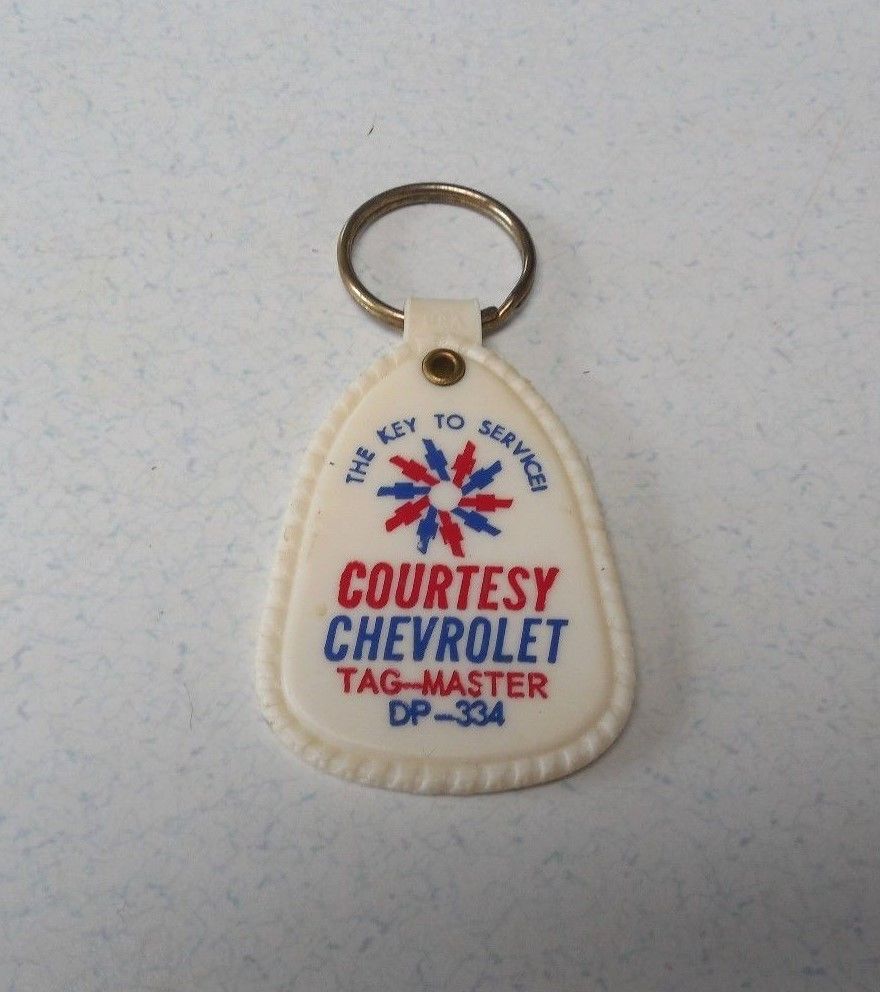 THE KEY TO SERVICE!
COURTESY
CHEVROLET
TAG-MASTER
DP-334